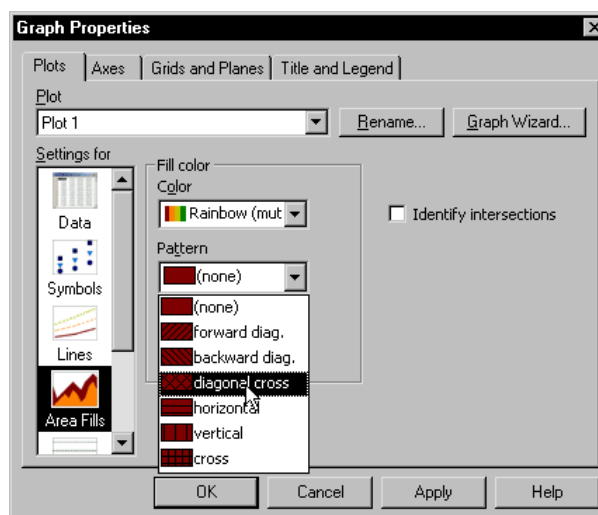 Graph Properties
Plots Axes Grids and Planes Title and Legend
Plot
Plot 1 Rename... Graph Wizard...
Settings for
Data
Symbols
Lines
Area Fills
Fill color
Color
Rainbow (mut
Pattern
(none)
(none)
forward diag.
backward diag.
diagonal cross
horizontal
vertical
cross
Identify intersections
OK Cancel Apply Help